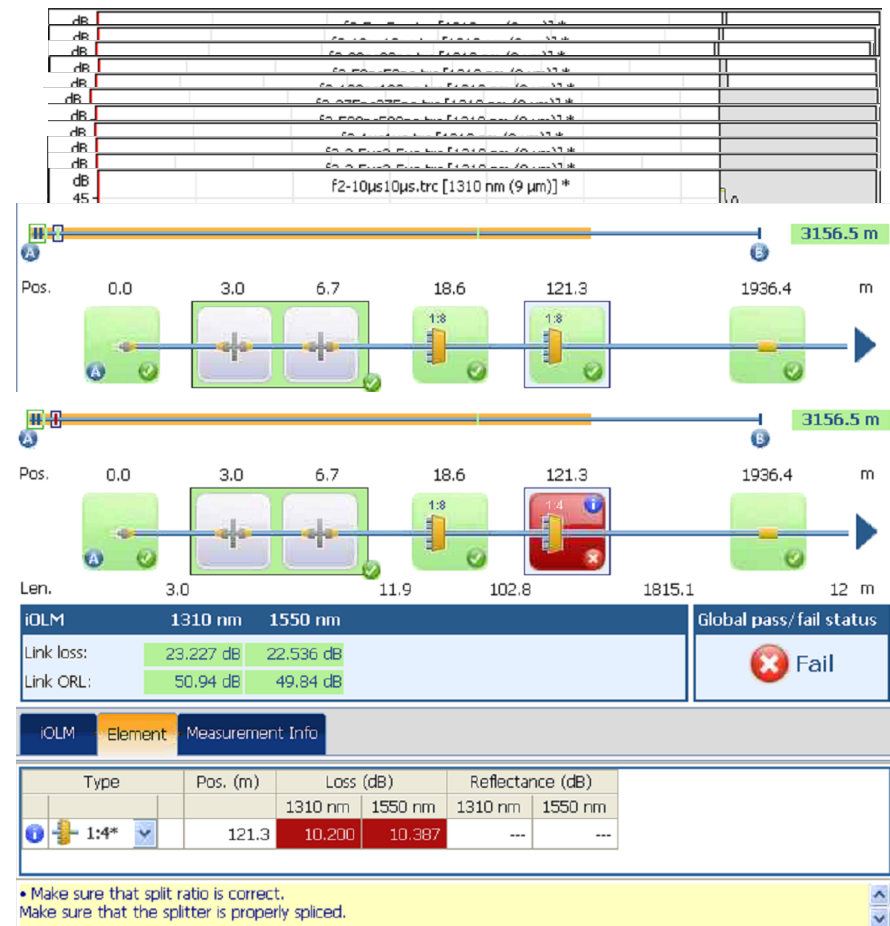 dB
dB
dB
dB
dB
dB
dB
dB
dB
dB
dB
f2-10µs10µs.trc [1310 nm (9 µm)] *
45
3156.5 m
A B
Pos. 0.0 3.0 6.7 18.6 121.3 1936.4 m
1:8 1:8
A
3156.5 m
A B
Pos. 0.0 3.0 6.7 18.6 121.3 1936.4 m
1:8 1:4 i
A
Len. 3.0 11.9 102.8 1815.1 12 m
iOLM 1310 nm 1550 nm Global pass/fail status
Link loss: 23.227 dB 22.536 dB Fail
Link ORL: 50.94 dB 49.84 dB
iOLM Element Measurement Info
Type Pos. (m) Loss (dB) Reflectance (dB)
1310 nm 1550 nm 1310 nm 1550 nm
i 1:4* 121.3 10.200 10.387 --- ---
• Make sure that split ratio is correct.
Make sure that the splitter is properly spliced.